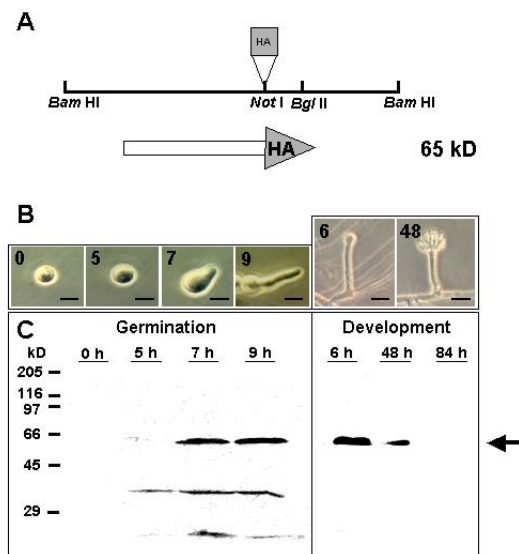 A
HA
Bam HI Not I Bgl II Bam HI
HA 65 kD
B
0 5 7 9 6 48
C Germination Development
kD 0 h 5 h 7 h 9 h 6 h 48 h 84 h
205
116
97
66
45
29